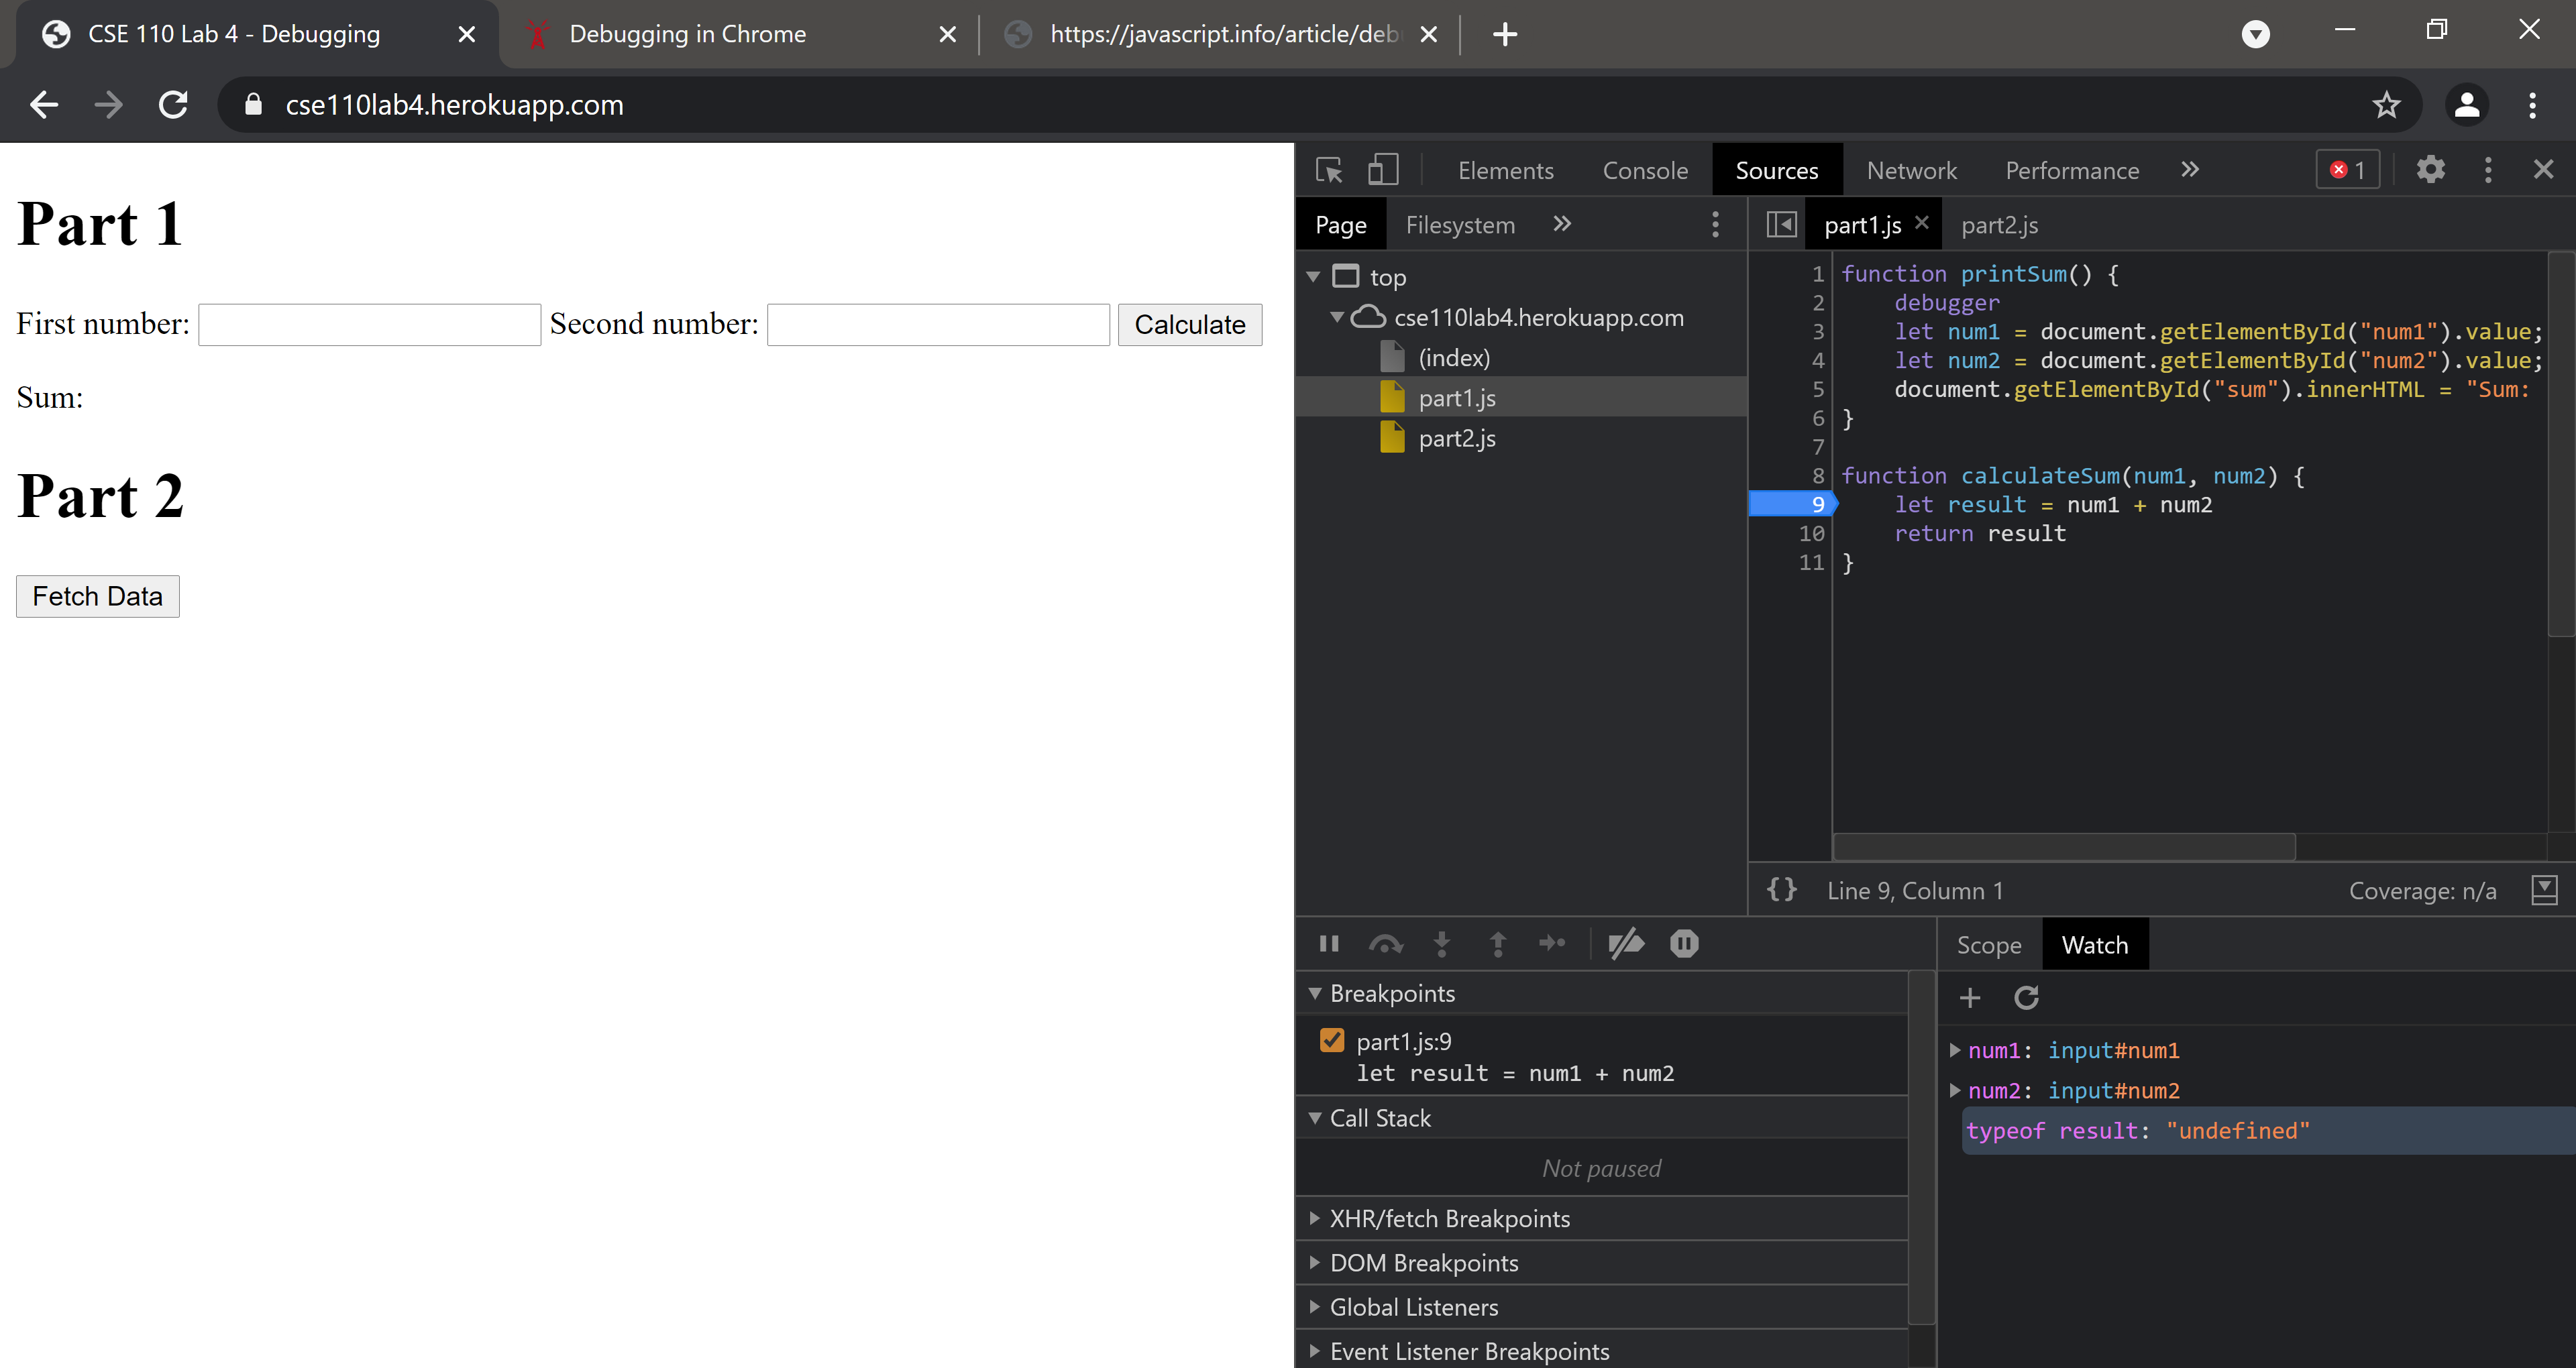 CSE 110 Lab 4 - Debugging
Debugging in Chrome
https://javascript.info/article/deb
cse110lab4.herokuapp.com
Part 1
First number: Second number: Calculate
Sum:
Part 2
Fetch Data
Elements Console Sources Network Performance » 1
Page Filesystem »
part1.js part2.js
top
cse110lab4.herokuapp.com
(index)
part1.js
part2.js
1 function printSum() {
2 debugger
3 let num1 = document.getElementById("num1").value;
4 let num2 = document.getElementById("num2").value;
5 document.getElementById("sum").innerHTML = "Sum:
6 }
7
8 function calculateSum(num1, num2) {
9 let result = num1 + num2
10 return result
11 }
{} Line 9, Column 1 Coverage: n/a
Breakpoints
part1.js:9
let result = num1 + num2
Call Stack
Not paused
XHR/fetch Breakpoints
DOM Breakpoints
Global Listeners
Event Listener Breakpoints
Scope Watch
num1: input#num1
num2: input#num2
typeof result: "undefined"